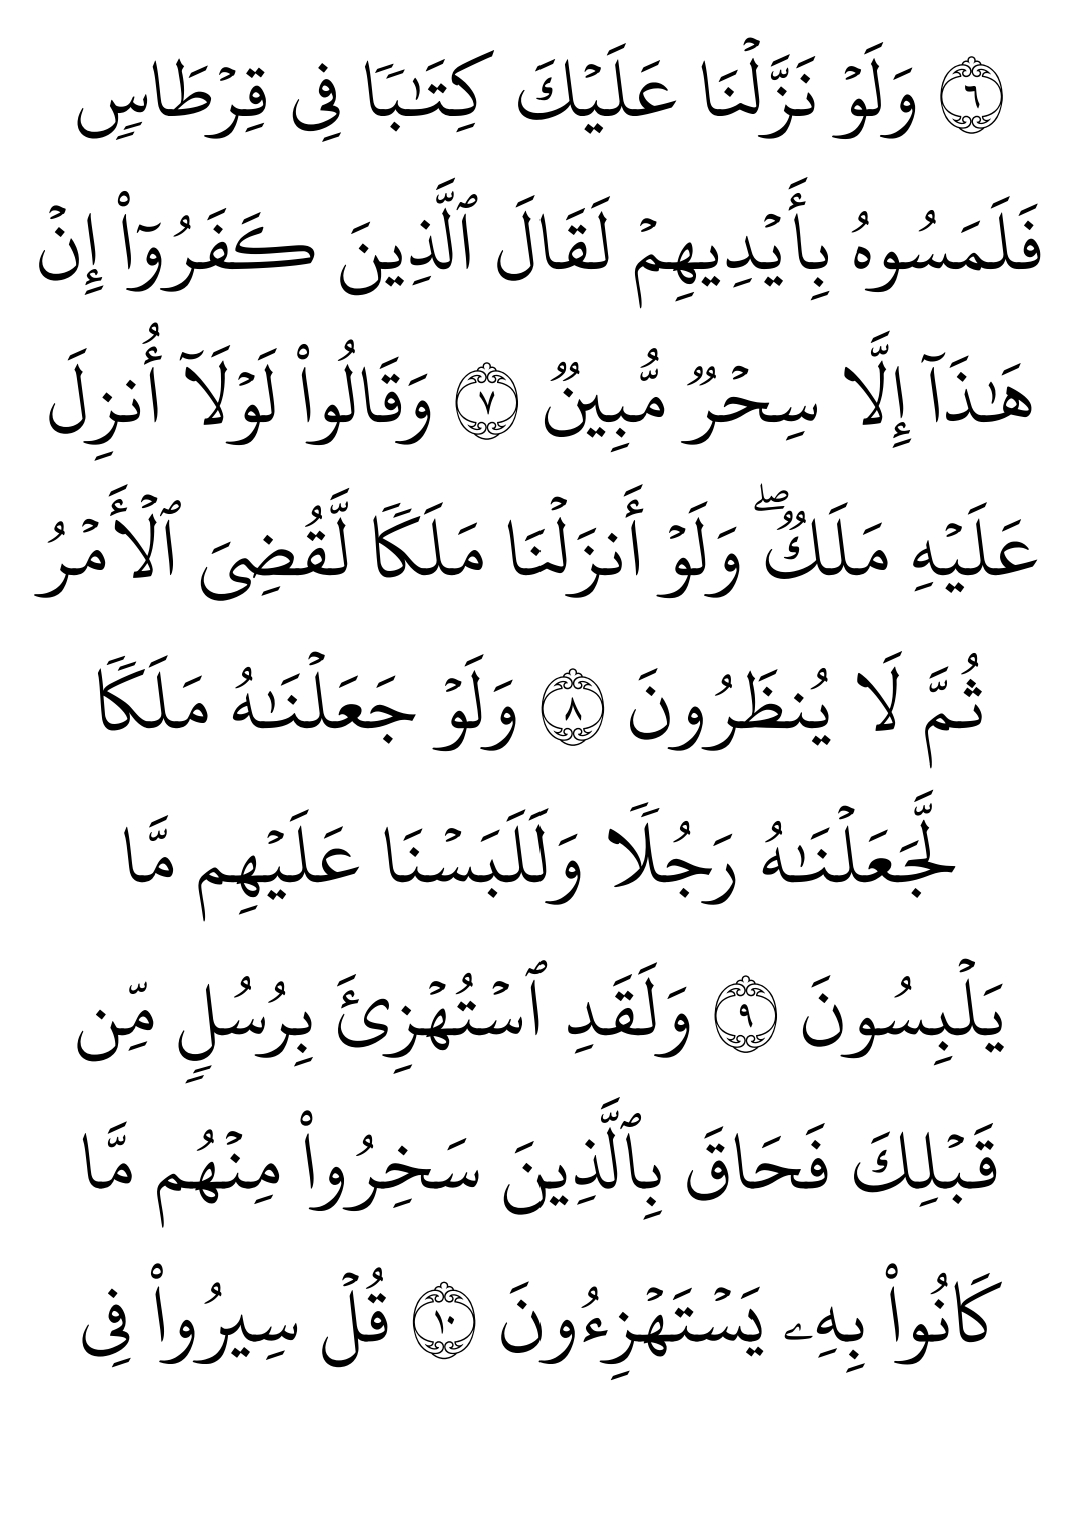 ٦ وَلَوۡ نَزَّلۡنَا عَلَيۡكَ كِتَٰبٗا فِي قِرۡطَاسٖ
فَلَمَسُوهُ بِأَيۡدِيهِمۡ لَقَالَ ٱلَّذِينَ كَفَرُوٓاْ إِنۡ
هَٰذَآ إِلَّا سِحۡرٞ مُّبِينٞ ٧ وَقَالُواْ لَوۡلَآ أُنزِلَ
عَلَيۡهِ مَلَكٞۖ وَلَوۡ أَنزَلۡنَا مَلَكٗا لَّقُضِيَ ٱلۡأَمۡرُ
ثُمَّ لَا يُنظَرُونَ ٨ وَلَوۡ جَعَلۡنَٰهُ مَلَكٗا
لَّجَعَلۡنَٰهُ رَجُلٗا وَلَلَبَسۡنَا عَلَيۡهِم مَّا
يَلۡبِسُونَ ٩ وَلَقَدِ ٱسۡتُهۡزِئَ بِرُسُلٖ مِّن
قَبۡلِكَ فَحَاقَ بِٱلَّذِينَ سَخِرُواْ مِنۡهُم مَّا
كَانُواْ بِهِۦ يَسۡتَهۡزِءُونَ ١٠ قُلۡ سِيرُواْ فِي